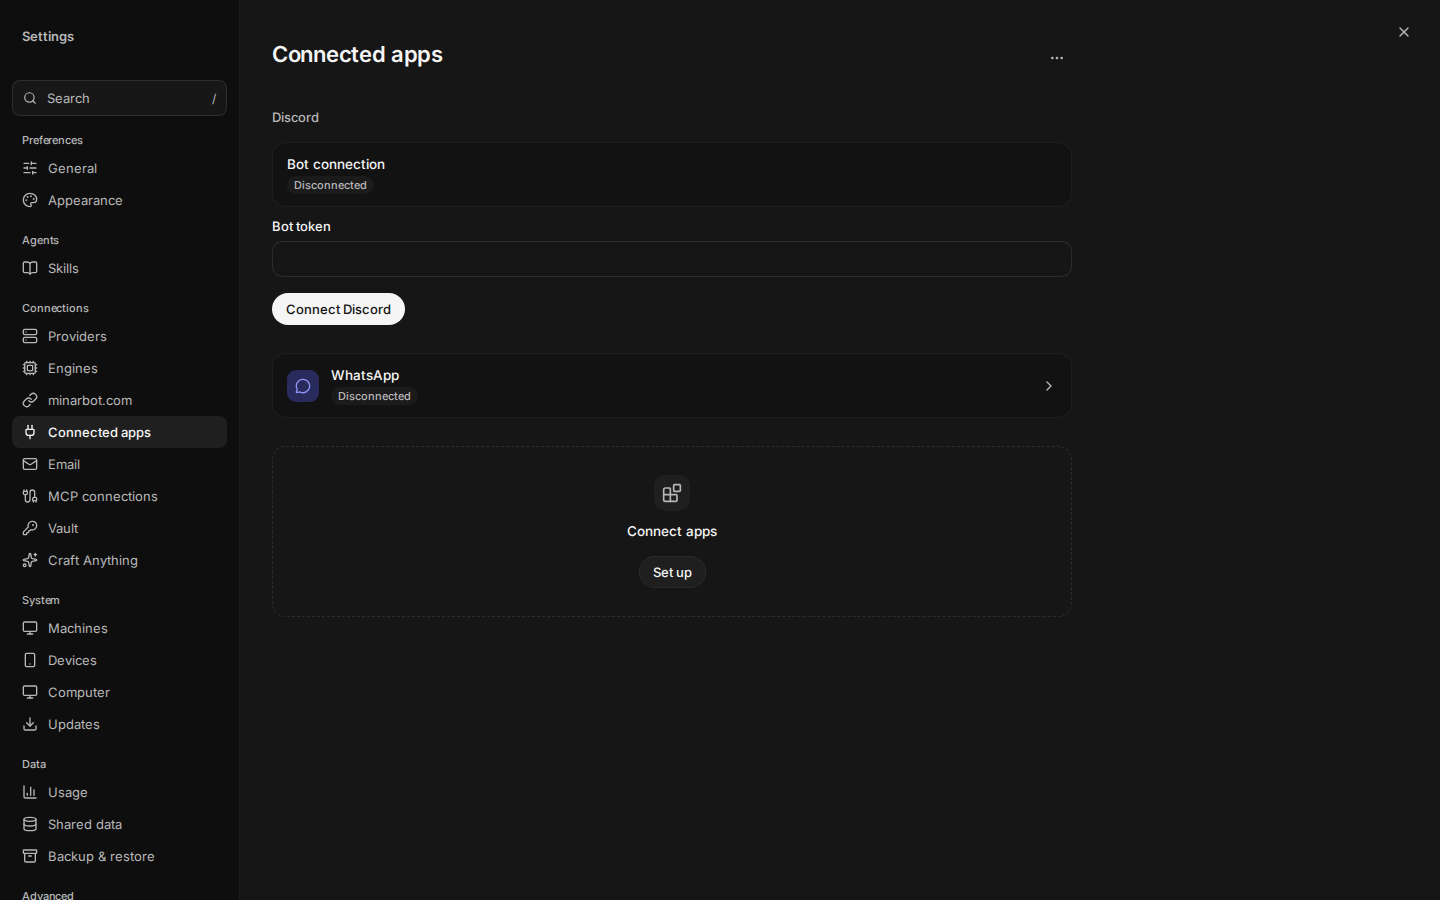 Settings
Search /
Preferences
General
Appearance
Agents
Skills
Connections
Providers
Engines
minarbot.com
Connected apps
Email
MCP connections
Vault
Craft Anything
System
Machines
Devices
Computer
Updates
Data
Usage
Shared data
Backup & restore
Advanced
Connected apps
Discord
Bot connection
Disconnected
Bot token
Connect Discord
WhatsApp
Disconnected
Connect apps
Set up